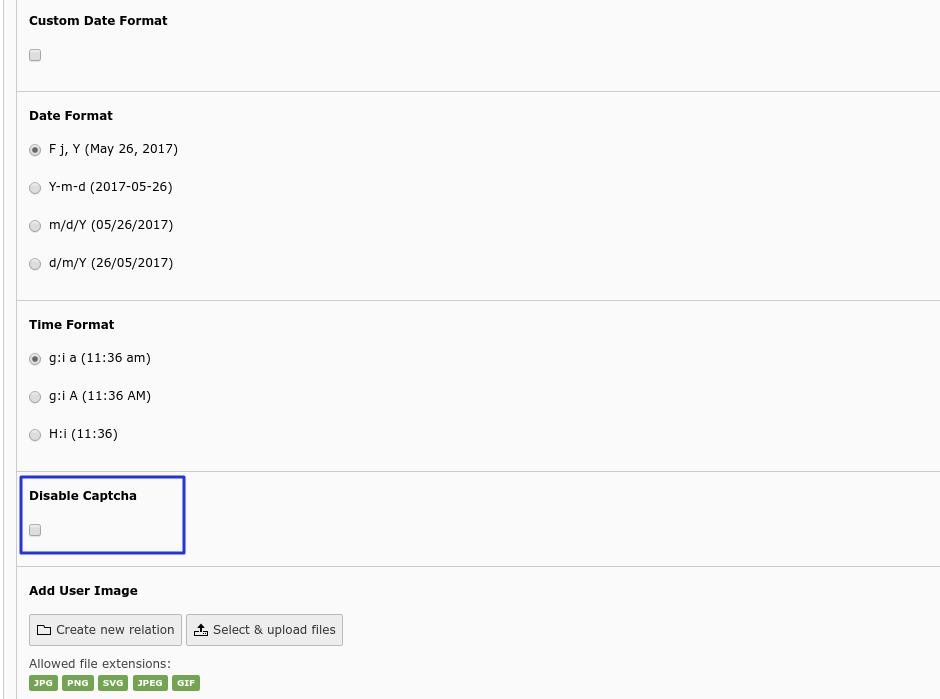 Custom Date Format
Date Format
F j, Y (May 26, 2017)
Y-m-d (2017-05-26)
m/d/Y (05/26/2017)
d/m/Y (26/05/2017)
Time Format
g:i a (11:36 am)
g:i A (11:36 AM)
H:i (11:36)
Disable Captcha
Add User Image
Create new relation Select & upload files
Allowed file extensions:
JPG PNG SVG JPEG GIF